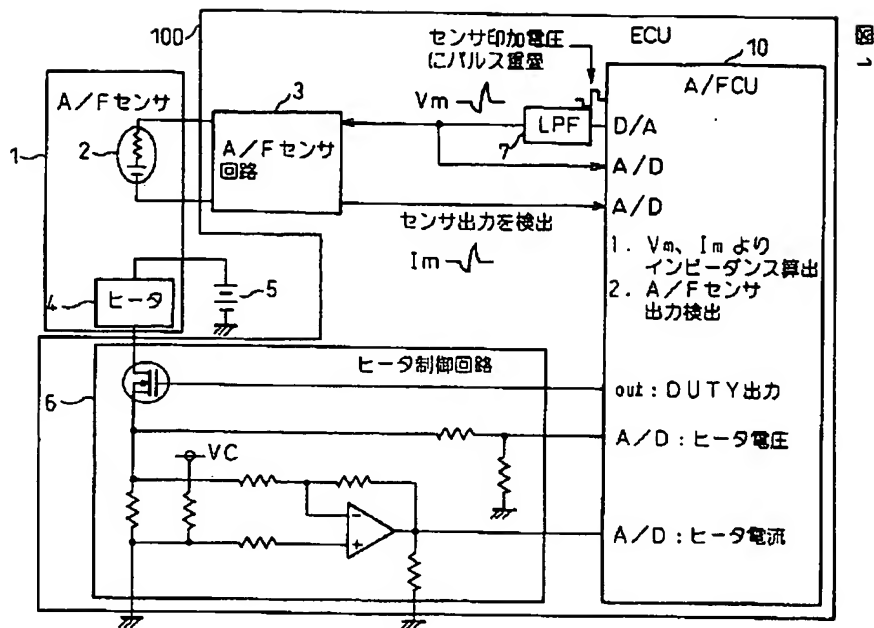 図1
100
ECU
センサ印加電圧
にパルス重畳
10
A/FCU
A/Fセンサ
1
2
3
A/Fセンサ
回路
Vm
LPF
7
D/A
A/D
A/D
センサ出力を検出
Im
1. Vm、Imより
インピーダンス算出
2. A/Fセンサ
出力検出
4
ヒータ
5
ヒータ制御回路
6
out:DUTY出力
A/D:ヒータ電圧
VC
-
+
A/D:ヒータ電流